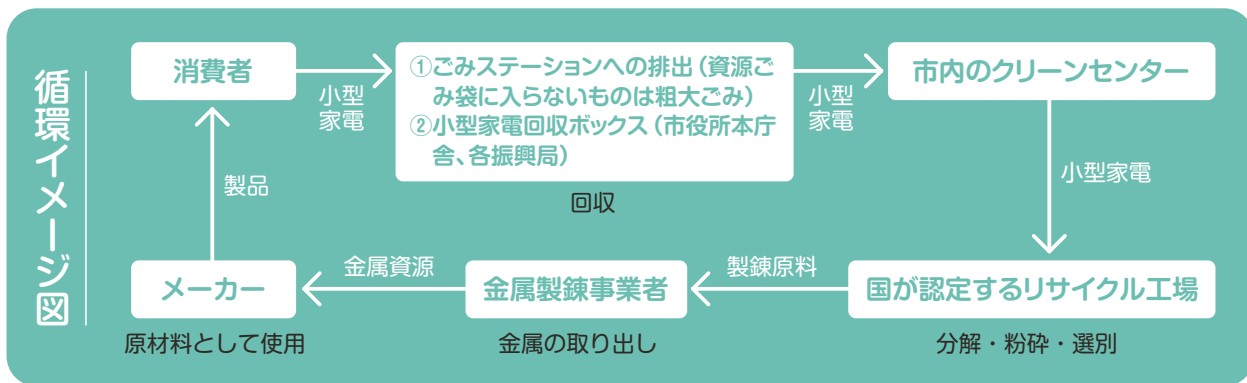 循環イメージ図
消費者
小型
家電
①ごみステーションへの排出（資源ご
み袋に入らないものは粗大ごみ）
②小型家電回収ボックス（市役所本庁
舎、各振興局）
回収
小型
家電
市内のクリーンセンター
小型家電
国が認定するリサイクル工場
分解・粉砕・選別
製錬原料
金属製錬事業者
金属の取り出し
金属資源
メーカー
原材料として使用
製品